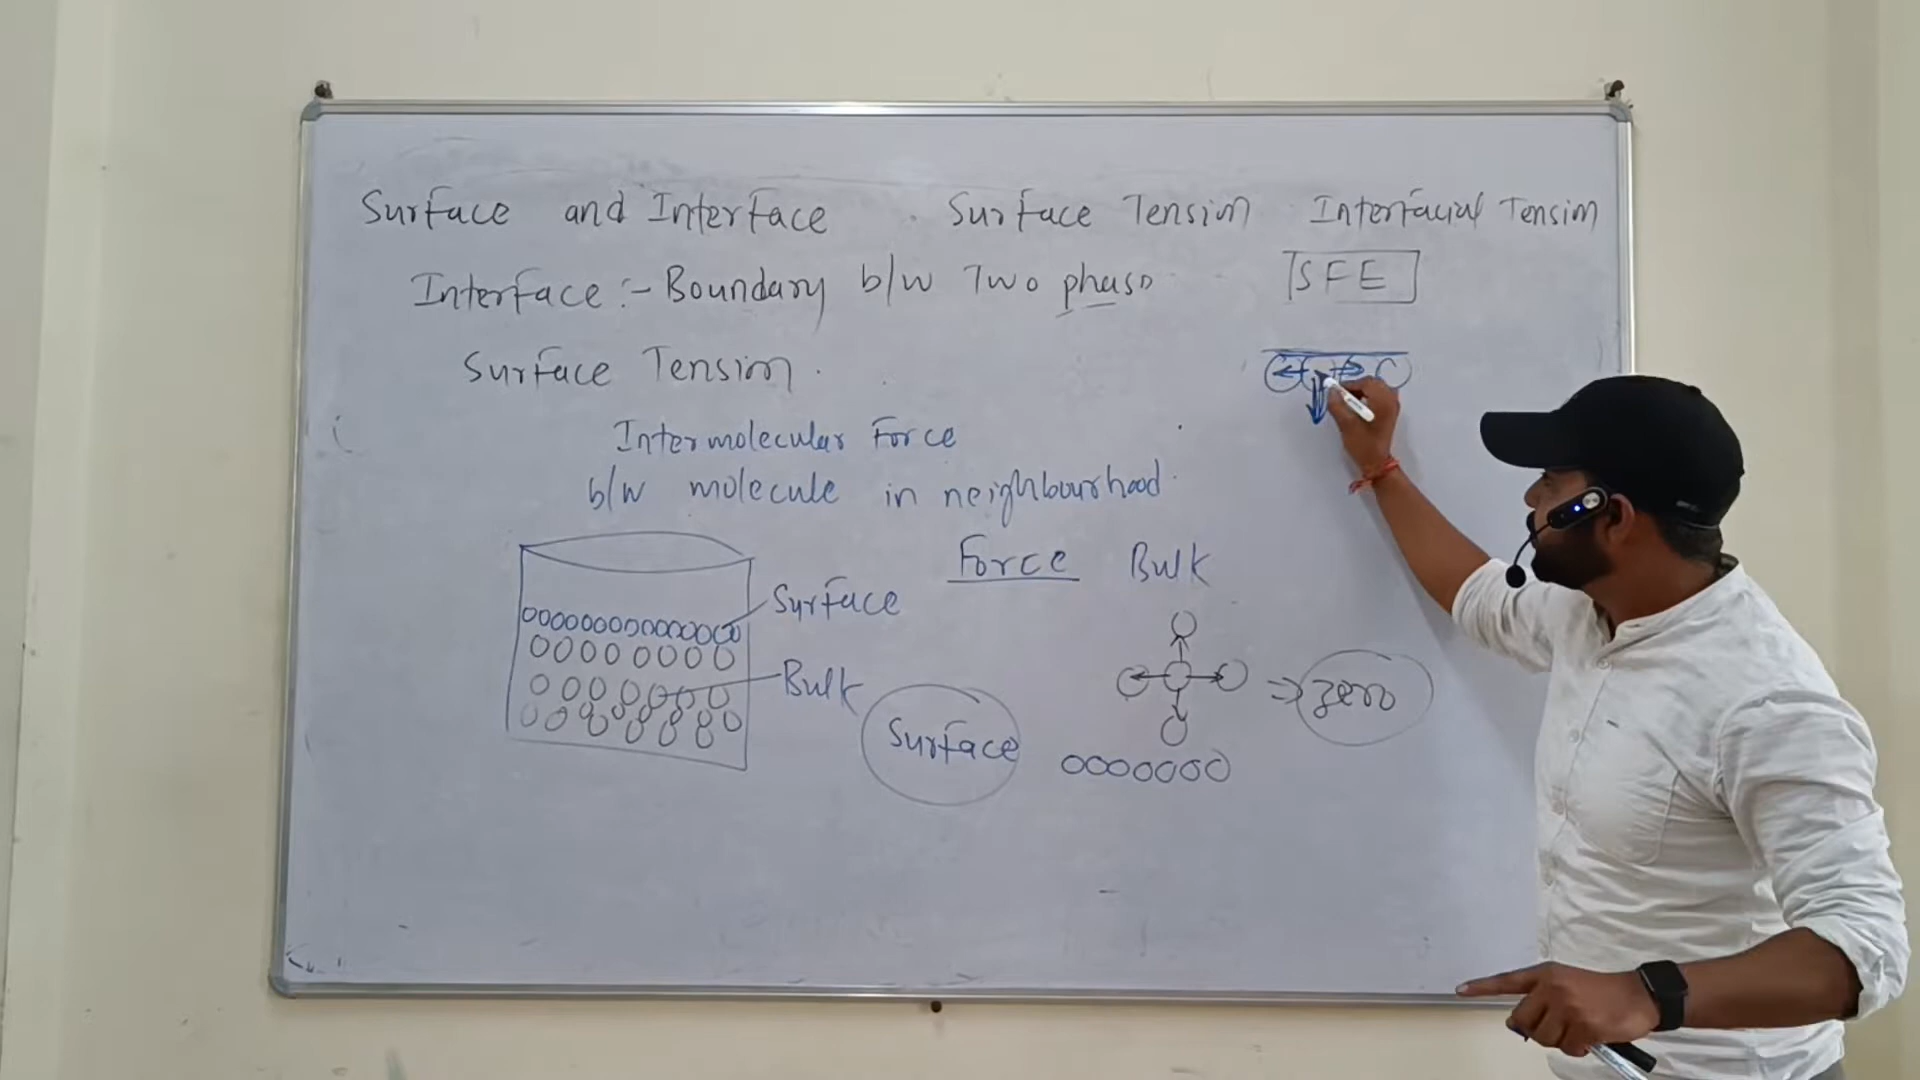 Surface and Interface Surface Tension Interfacial Tension
Interface :- Boundary b/w Two phase
SFE
Surface Tension.
Intermolecular Force
b/w molecule in neighbourhood.
Force Bulk
Surface
Bulk
Surface
⇒ zero